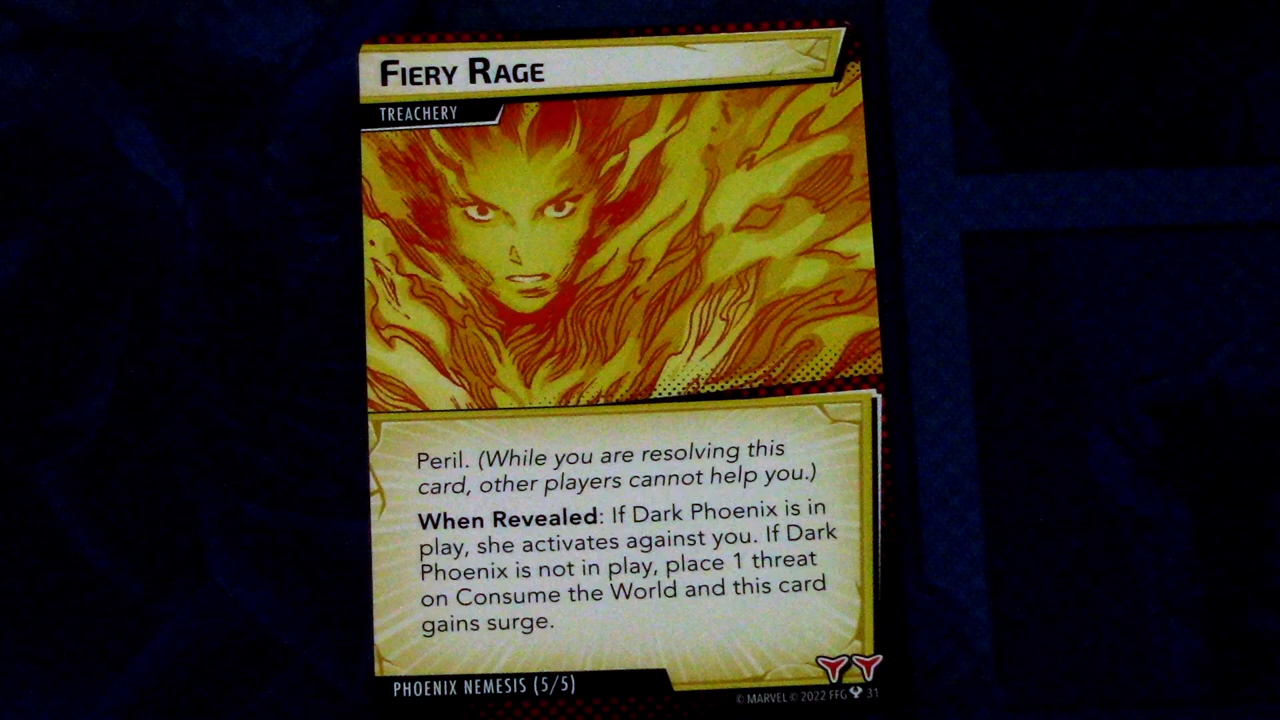 FIERY RAGE
TREACHERY
Peril. (While you are resolving this
card, other players cannot help you.)
When Revealed: If Dark Phoenix is in
play, she activates against you. If Dark
Phoenix is not in play, place 1 threat
on Consume the World and this card
gains surge.
PHOENIX NEMESIS (5/5)
© MARVEL © 2022 FFG 31